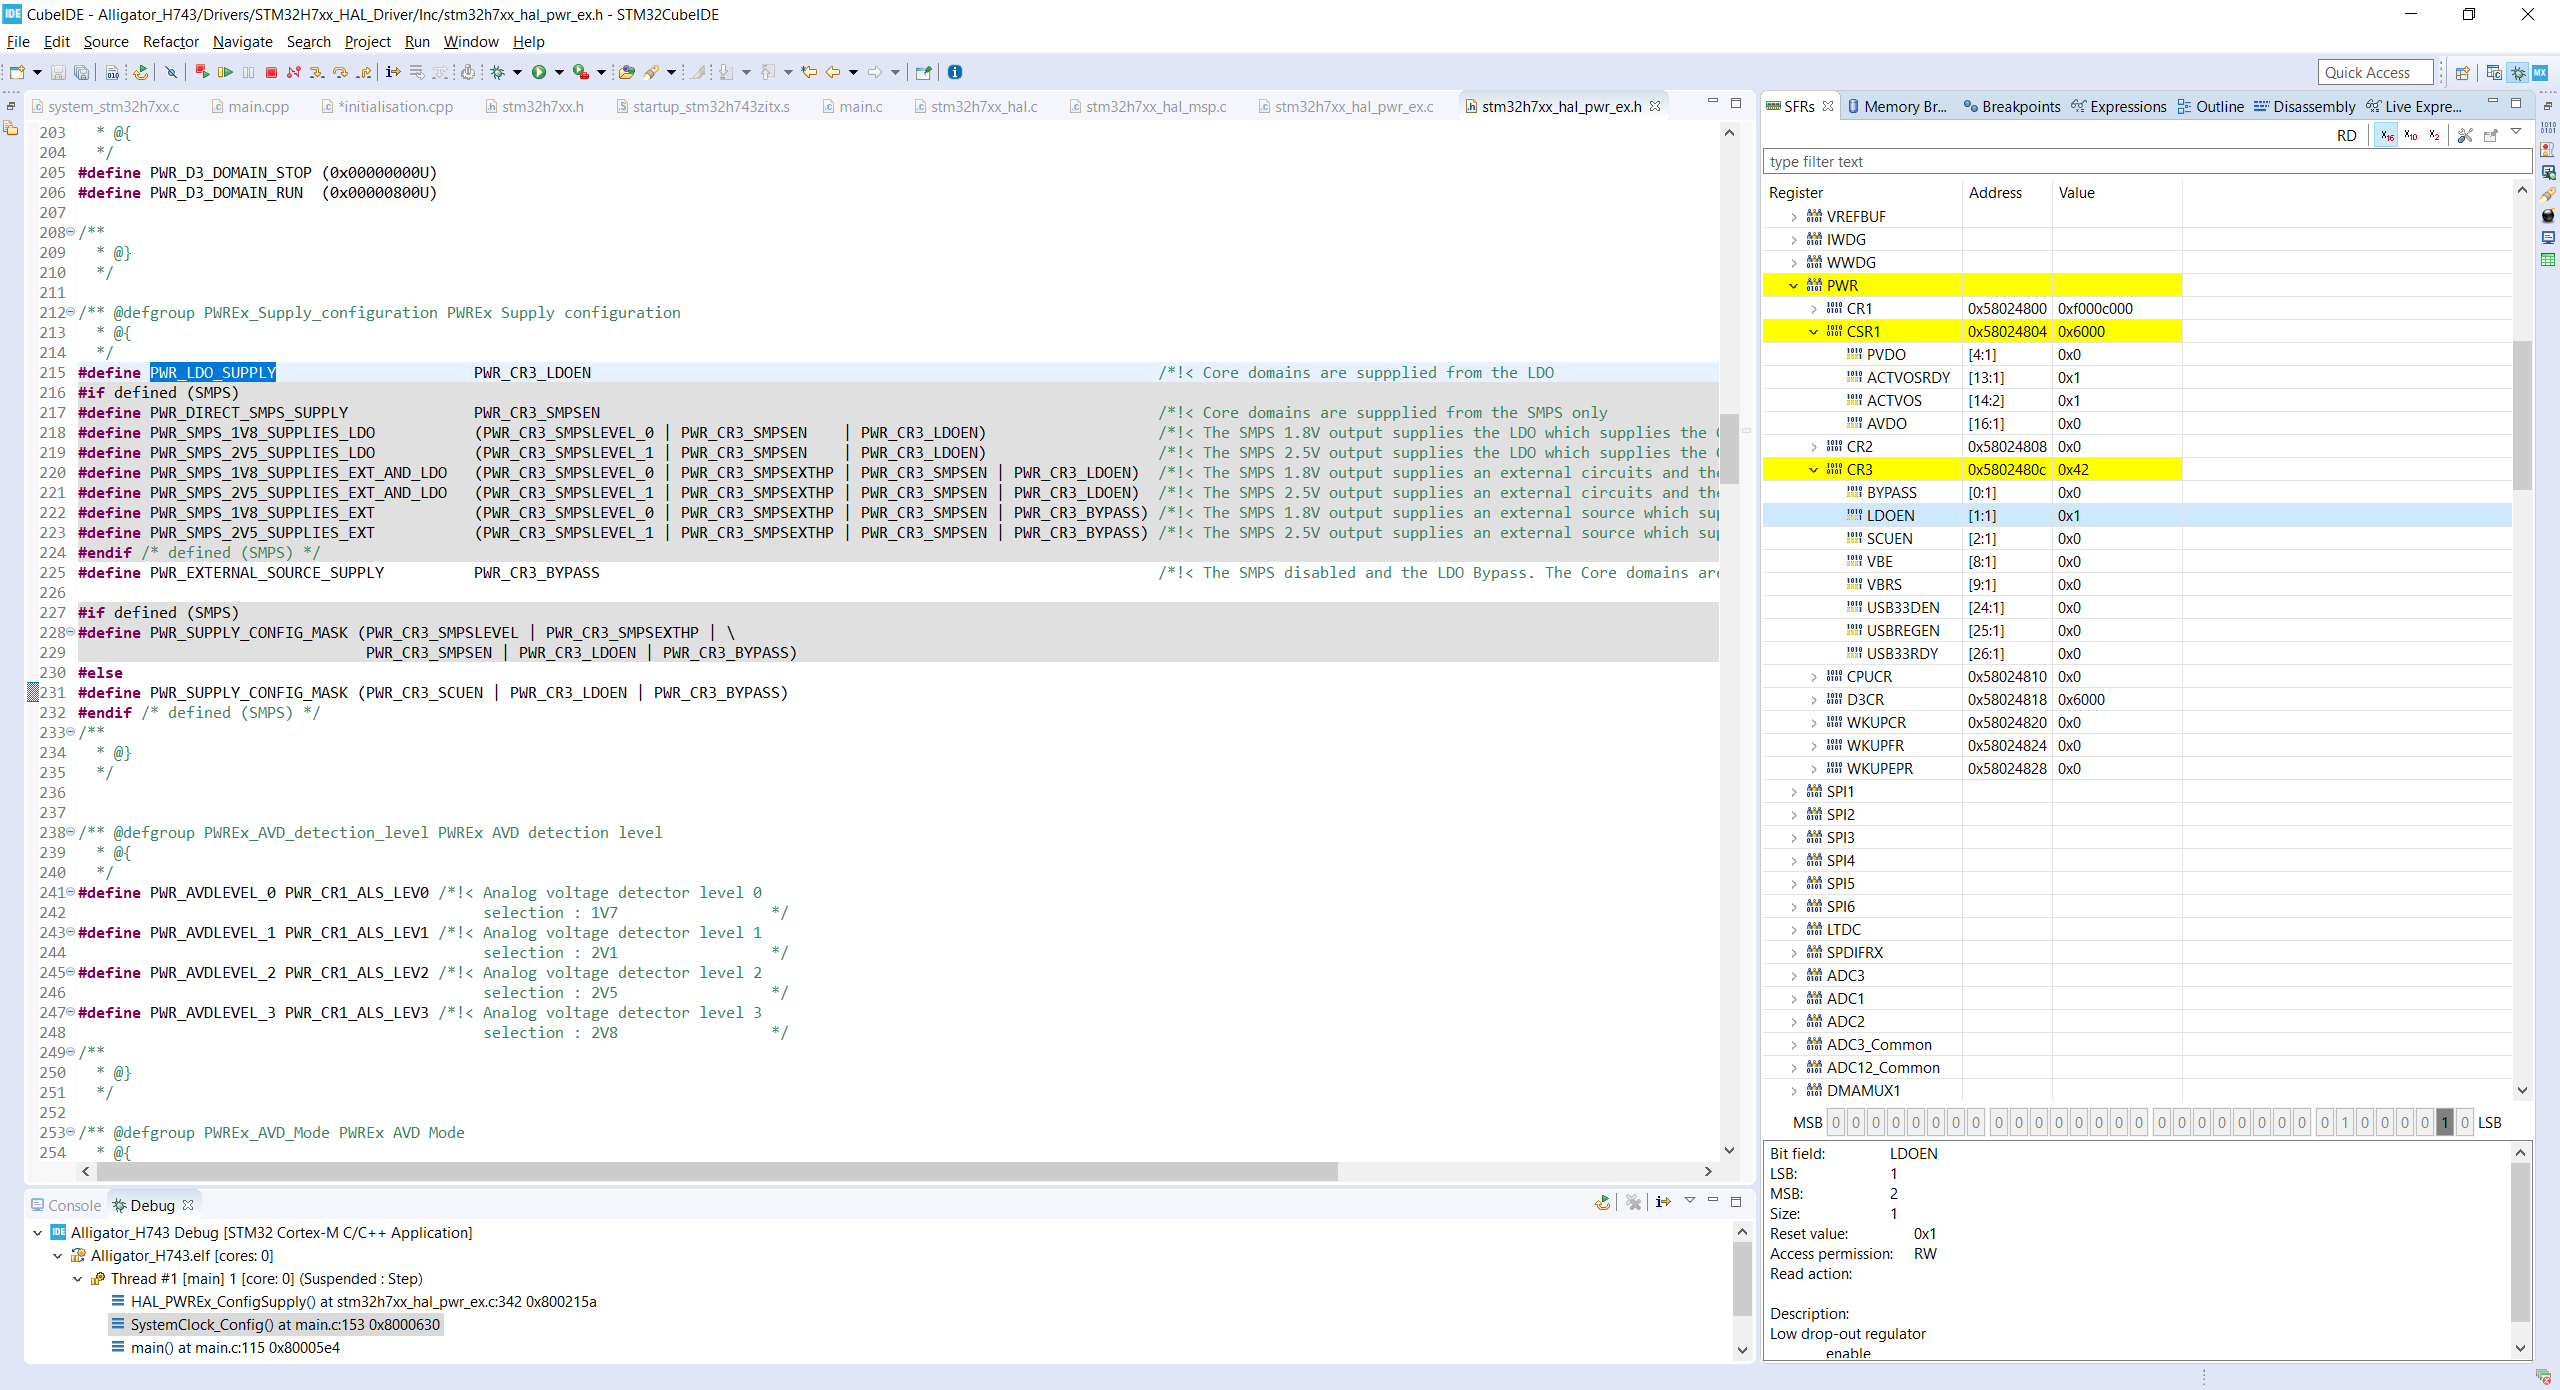 CubeIDE - Alligator_H743/Drivers/STM32H7xx_HAL_Driver/Inc/stm32h7xx_hal_pwr_ex.h - STM32CubeIDE
File Edit Source Refactor Navigate Search Project Run Window Help
Quick Access
system_stm32h7xx.c main.cpp *initialisation.cpp stm32h7xx.h startup_stm32h743zitx.s main.c stm32h7xx_hal.c stm32h7xx_hal_msp.c stm32h7xx_hal_pwr_ex.c stm32h7xx_hal_pwr_ex.h
203 * @{
204 */
205 #define PWR_D3_DOMAIN_STOP (0x00000000U)
206 #define PWR_D3_DOMAIN_RUN (0x00000800U)
207
208 /**
209 * @}
210 */
211
212 /** @defgroup PWREx_Supply_configuration PWREx Supply configuration
213 * @{
214 */
215 #define PWR_LDO_SUPPLY PWR_CR3_LDOEN /*!< Core domains are suppplied from the LDO
216 #if defined (SMPS)
217 #define PWR_DIRECT_SMPS_SUPPLY PWR_CR3_SMPSEN /*!< Core domains are suppplied from the SMPS only
218 #define PWR_SMPS_1V8_SUPPLIES_LDO (PWR_CR3_SMPSLEVEL_0 | PWR_CR3_SMPSEN | PWR_CR3_LDOEN) /*!< The SMPS 1.8V output supplies the LDO which supplies the
219 #define PWR_SMPS_2V5_SUPPLIES_LDO (PWR_CR3_SMPSLEVEL_1 | PWR_CR3_SMPSEN | PWR_CR3_LDOEN) /*!< The SMPS 2.5V output supplies the LDO which supplies the
220 #define PWR_SMPS_1V8_SUPPLIES_EXT_AND_LDO (PWR_CR3_SMPSLEVEL_0 | PWR_CR3_SMPSEXTHP | PWR_CR3_SMPSEN | PWR_CR3_LDOEN) /*!< The SMPS 1.8V output supplies an external circuits and the
221 #define PWR_SMPS_2V5_SUPPLIES_EXT_AND_LDO (PWR_CR3_SMPSLEVEL_1 | PWR_CR3_SMPSEXTHP | PWR_CR3_SMPSEN | PWR_CR3_LDOEN) /*!< The SMPS 2.5V output supplies an external circuits and the
222 #define PWR_SMPS_1V8_SUPPLIES_EXT (PWR_CR3_SMPSLEVEL_0 | PWR_CR3_SMPSEXTHP | PWR_CR3_SMPSEN | PWR_CR3_BYPASS) /*!< The SMPS 1.8V output supplies an external source which
223 #define PWR_SMPS_2V5_SUPPLIES_EXT (PWR_CR3_SMPSLEVEL_1 | PWR_CR3_SMPSEXTHP | PWR_CR3_SMPSEN | PWR_CR3_BYPASS) /*!< The SMPS 2.5V output supplies an external source which
224 #endif /* defined (SMPS) */
225 #define PWR_EXTERNAL_SOURCE_SUPPLY PWR_CR3_BYPASS /*!< The SMPS disabled and the LDO Bypass. The Core domains
226
227 #if defined (SMPS)
228 #define PWR_SUPPLY_CONFIG_MASK (PWR_CR3_SMPSLEVEL | PWR_CR3_SMPSEXTHP | \
229 PWR_CR3_SMPSEN | PWR_CR3_LDOEN | PWR_CR3_BYPASS)
230 #else
231 #define PWR_SUPPLY_CONFIG_MASK (PWR_CR3_SCUEN | PWR_CR3_LDOEN | PWR_CR3_BYPASS)
232 #endif /* defined (SMPS) */
233 /**
234 * @}
235 */
236
237
238 /** @defgroup PWREx_AVD_detection_level PWREx AVD detection level
239 * @{
240 */
241 #define PWR_AVDLEVEL_0 PWR_CR1_ALS_LEV0 /*!< Analog voltage detector level 0
242 selection : 1V7 */
243 #define PWR_AVDLEVEL_1 PWR_CR1_ALS_LEV1 /*!< Analog voltage detector level 1
244 selection : 2V1 */
245 #define PWR_AVDLEVEL_2 PWR_CR1_ALS_LEV2 /*!< Analog voltage detector level 2
246 selection : 2V5 */
247 #define PWR_AVDLEVEL_3 PWR_CR1_ALS_LEV3 /*!< Analog voltage detector level 3
248 selection : 2V8 */
249 /**
250 * @}
251 */
252
253 /** @defgroup PWREx_AVD_Mode PWREx AVD Mode
254 * @{
Console Debug
Alligator_H743 Debug [STM32 Cortex-M C/C++ Application]
Alligator_H743.elf [cores: 0]
Thread #1 [main] 1 [core: 0] (Suspended : Step)
HAL_PWREx_ConfigSupply() at stm32h7xx_hal_pwr_ex.c:342 0x800215a
SystemClock_Config() at main.c:153 0x8000630
main() at main.c:115 0x80005e4
SFRs Memory Br... Breakpoints Expressions Outline Disassembly Live Expre...
RD X16 X10 X2
type filter text
Register Address Value
VREFBUF
IWDG
WWDG
PWR
CR1 0x58024800 0xf000c000
CSR1 0x58024804 0x6000
PVDO [4:1] 0x0
ACTVOSRDY [13:1] 0x1
ACTVOS [14:2] 0x1
AVDO [16:1] 0x0
CR2 0x58024808 0x0
CR3 0x5802480c 0x42
BYPASS [0:1] 0x0
LDOEN [1:1] 0x1
SCUEN [2:1] 0x0
VBE [8:1] 0x0
VBRS [9:1] 0x0
USB33DEN [24:1] 0x0
USBREGEN [25:1] 0x0
USB33RDY [26:1] 0x0
CPUCR 0x58024810 0x0
D3CR 0x58024818 0x6000
WKUPCR 0x58024820 0x0
WKUPFR 0x58024824 0x0
WKUPEPR 0x58024828 0x0
SPI1
SPI2
SPI3
SPI4
SPI5
SPI6
LTDC
SPDIFRX
ADC3
ADC1
ADC2
ADC3_Common
ADC12_Common
DMAMUX1
MSB 0 0 0 0 0 0 0 0 0 0 0 0 0 0 0 0 0 0 0 0 0 0 0 0 0 1 0 0 0 0 1 0 LSB
Bit field: LDOEN
LSB: 1
MSB: 2
Size: 1
Reset value: 0x1
Access permission: RW
Read action:
Description:
Low drop-out regulator
enable